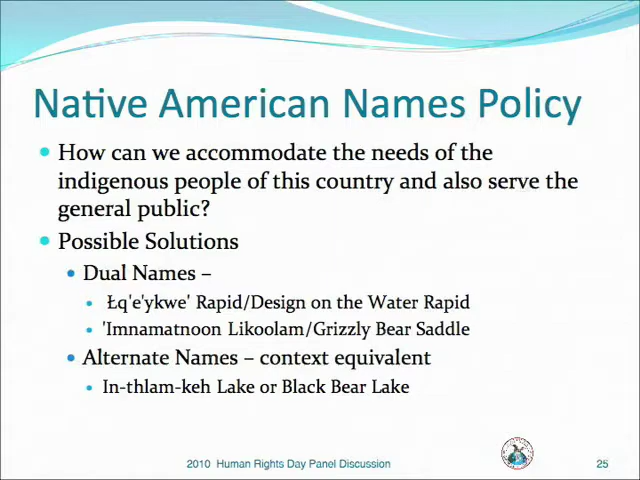 Native American Names Policy
How can we accommodate the needs of the
indigenous people of this country and also serve the
general public?
Possible Solutions
Dual Names –
Łq'e'ykwe' Rapid/Design on the Water Rapid
'Imnamatnoon Likoolam/Grizzly Bear Saddle
Alternate Names – context equivalent
In-thlam-keh Lake or Black Bear Lake
2010 Human Rights Day Panel Discussion
25